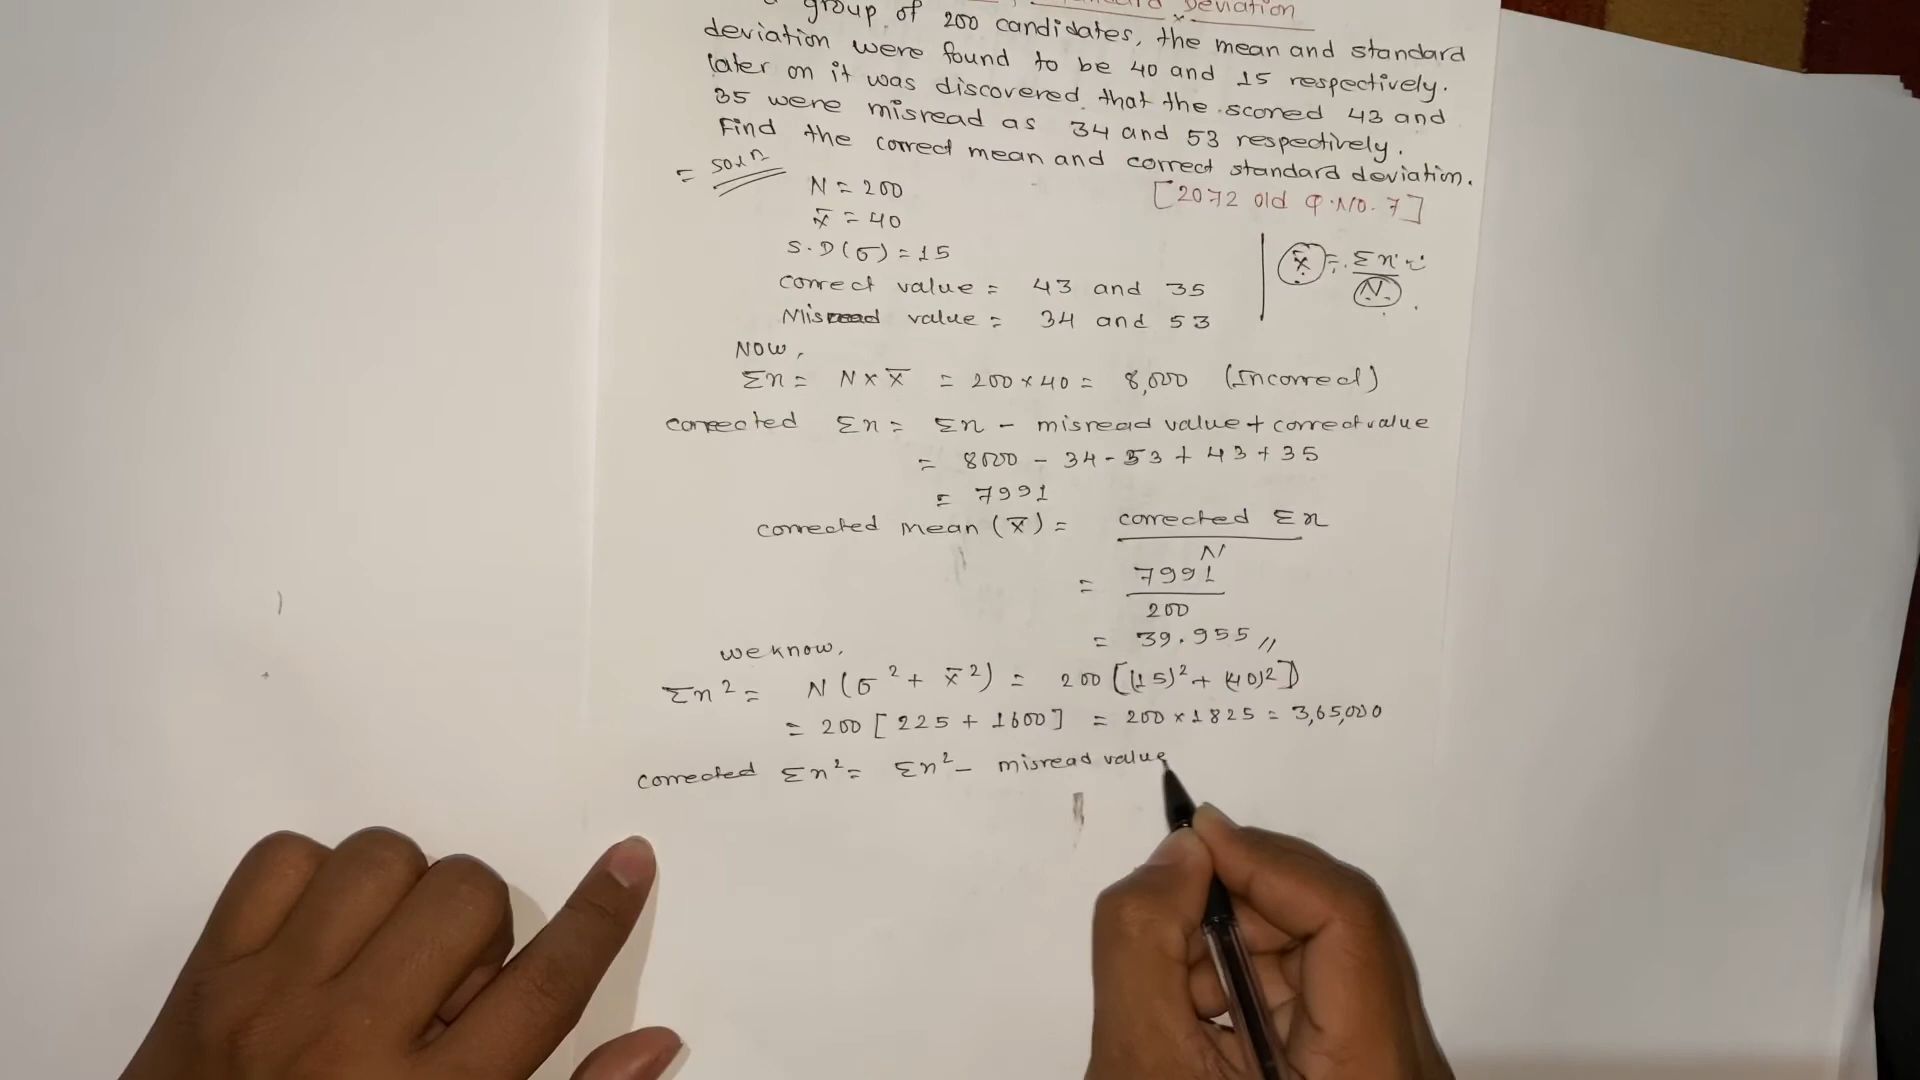 Deviation
group of 200 candidates, the mean and standard
deviation were found to be 40 and 15 respectively.
later on it was discovered that the scored 43 and
35 were misread as 34 and 53 respectively.
Find the correct mean and correct standard deviation.
= Solⁿ
[2072 old Q.NO. 7]
N = 200
x̄ = 40
S.D(σ) = 15
x̄ = Σx
N
correct value = 43 and 35
Misread value = 34 and 53
Now,
Σx = N × x̄ = 200 × 40 = 8,000 (Incorrect)
corrected Σx = Σx - misread value + correct value
= 8000 - 34 - 53 + 43 + 35
= 7991
corrected mean (x̄) = corrected Σx
N
= 7991
200
= 39.955 //
we know,
Σx² = N(σ² + x̄²) = 200 [(15)² + (40)²]
= 200 [225 + 1600] = 200 × 1825 = 3,65,000
corrected Σx² = Σx² - misread value